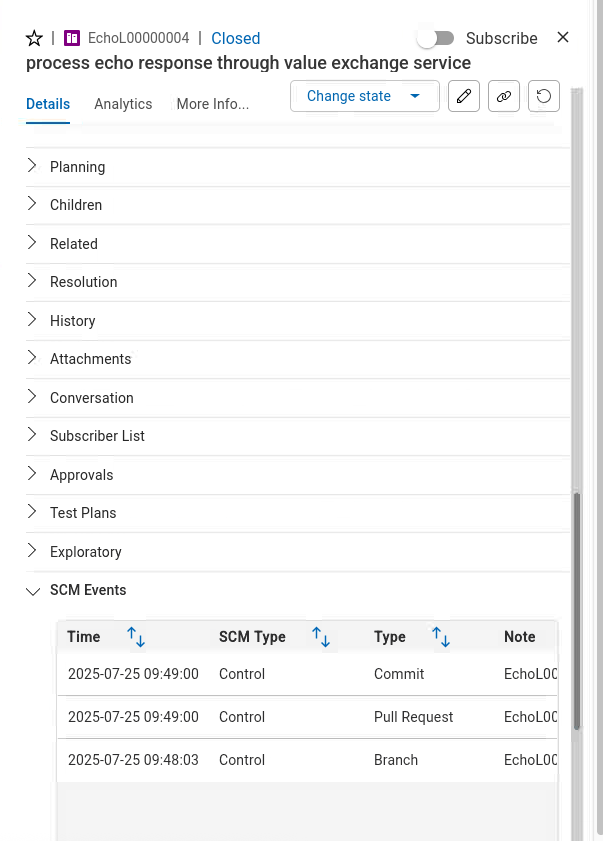 EchoL00000004 | Closed Subscribe
process echo response through value exchange service
Details Analytics More Info... Change state
Planning
Children
Related
Resolution
History
Attachments
Conversation
Subscriber List
Approvals
Test Plans
Exploratory
SCM Events
Time SCM Type Type Note
2025-07-25 09:49:00 Control Commit EchoL00
2025-07-25 09:49:00 Control Pull Request EchoL00
2025-07-25 09:48:03 Control Branch EchoL00